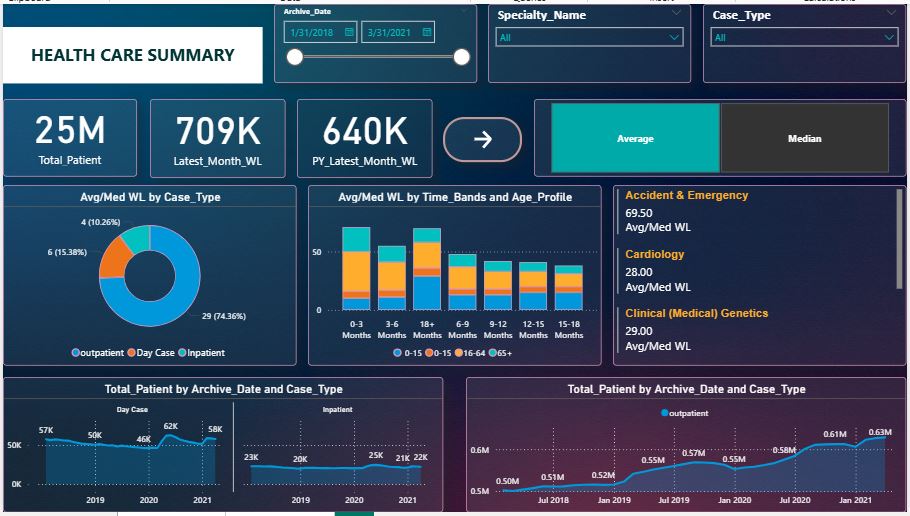 Archive_Date
1/31/2018
3/31/2021
Specialty_Name
All
Case_Type
All
HEALTH CARE SUMMARY
25M
Total_Patient
709K
Latest_Month_WL
640K
PY_Latest_Month_WL
Average
Median
Avg/Med WL by Case_Type
4 (10.26%)
6 (15.38%)
29 (74.36%)
outpatient Day Case Inpatient
Avg/Med WL by Time_Bands and Age_Profile
50
0
0-3 Months
3-6 Months
18+ Months
6-9 Months
9-12 Months
12-15 Months
15-18 Months
0-15 0-15 16-64 65+
Accident & Emergency
69.50
Avg/Med WL
Cardiology
28.00
Avg/Med WL
Clinical (Medical) Genetics
29.00
Avg/Med WL
Total_Patient by Archive_Date and Case_Type
Day Case
Inpatient
57K
50K
46K
62K
58K
23K
20K
25K
21K
22K
50K
0K
2019 2020 2021
2019 2020 2021
Total_Patient by Archive_Date and Case_Type
outpatient
0.6M
0.5M
0.50M
0.51M
0.52M
0.55M
0.57M
0.55M
0.58M
0.61M
0.63M
Jul 2018 Jan 2019 Jul 2019 Jan 2020 Jul 2020 Jan 2021